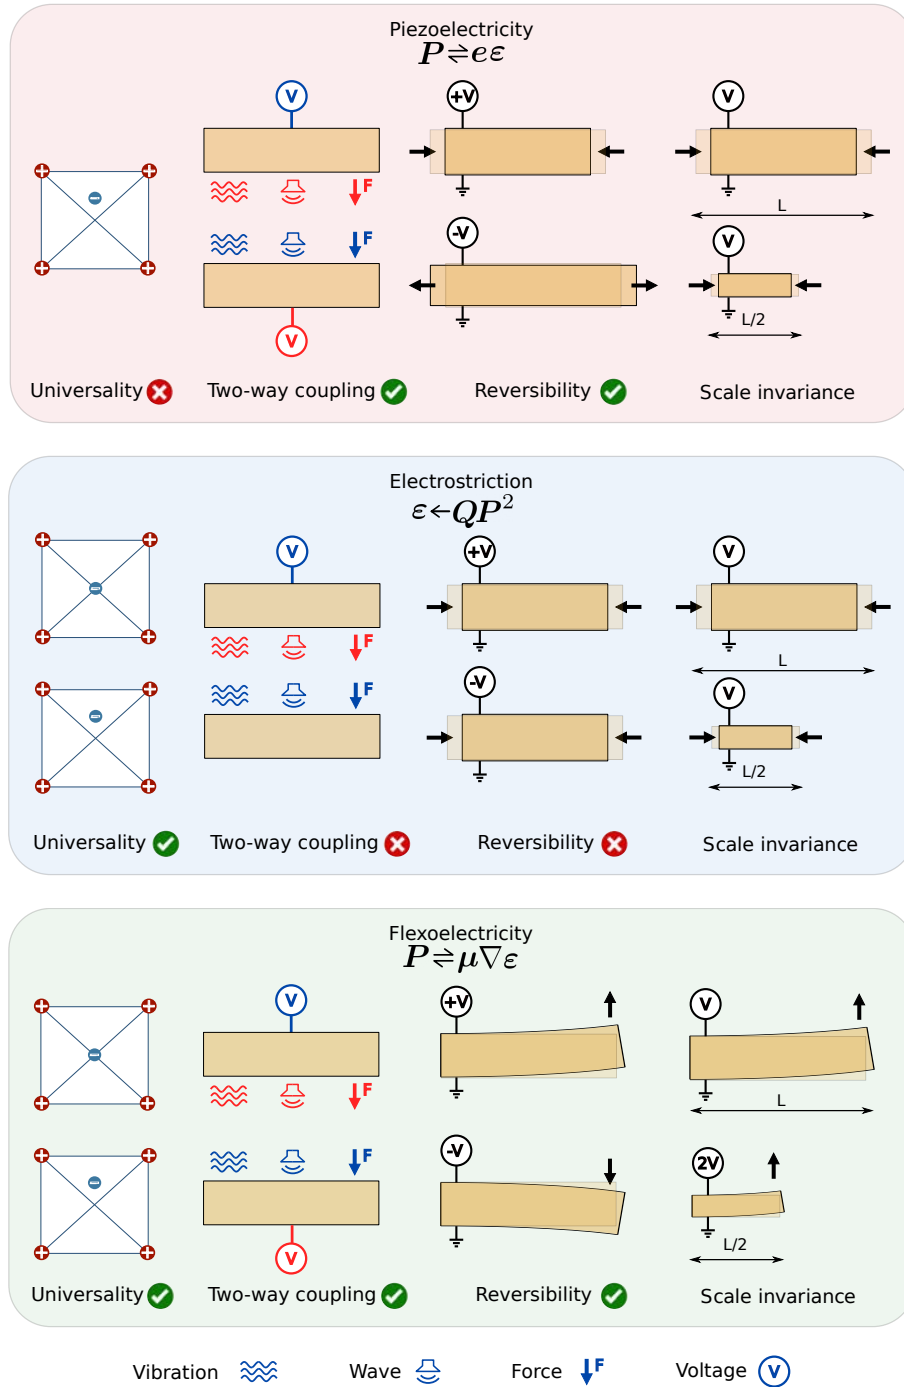 Piezoelectricity
P⇌eε
V +V V
F
L
F -V V
V L/2
Universality Two-way coupling Reversibility Scale invariance
Electrostriction
ε←QP²
V +V V
F
L
F -V V
L/2
Universality Two-way coupling Reversibility Scale invariance
Flexoelectricity
P⇌μ∇ε
V +V V
F
L
F -V 2V
V L/2
Universality Two-way coupling Reversibility Scale invariance
Vibration Wave Force F Voltage V